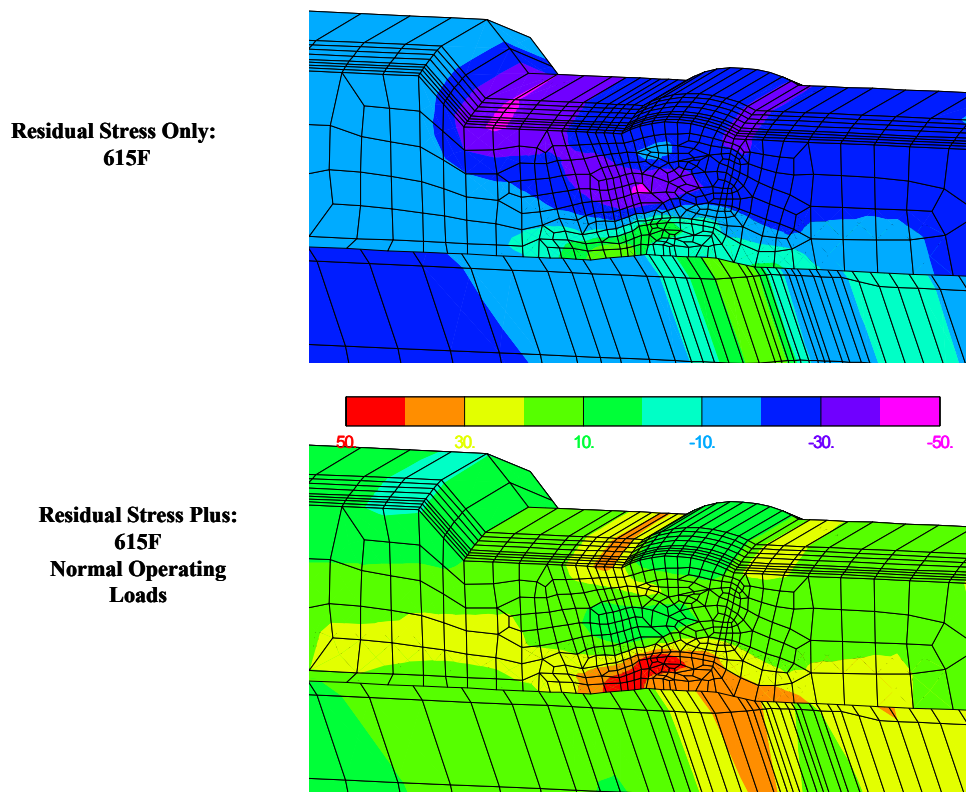 Residual Stress Only:
615F
50. 30. 10. -10. -30. -50.
Residual Stress Plus:
615F
Normal Operating
Loads